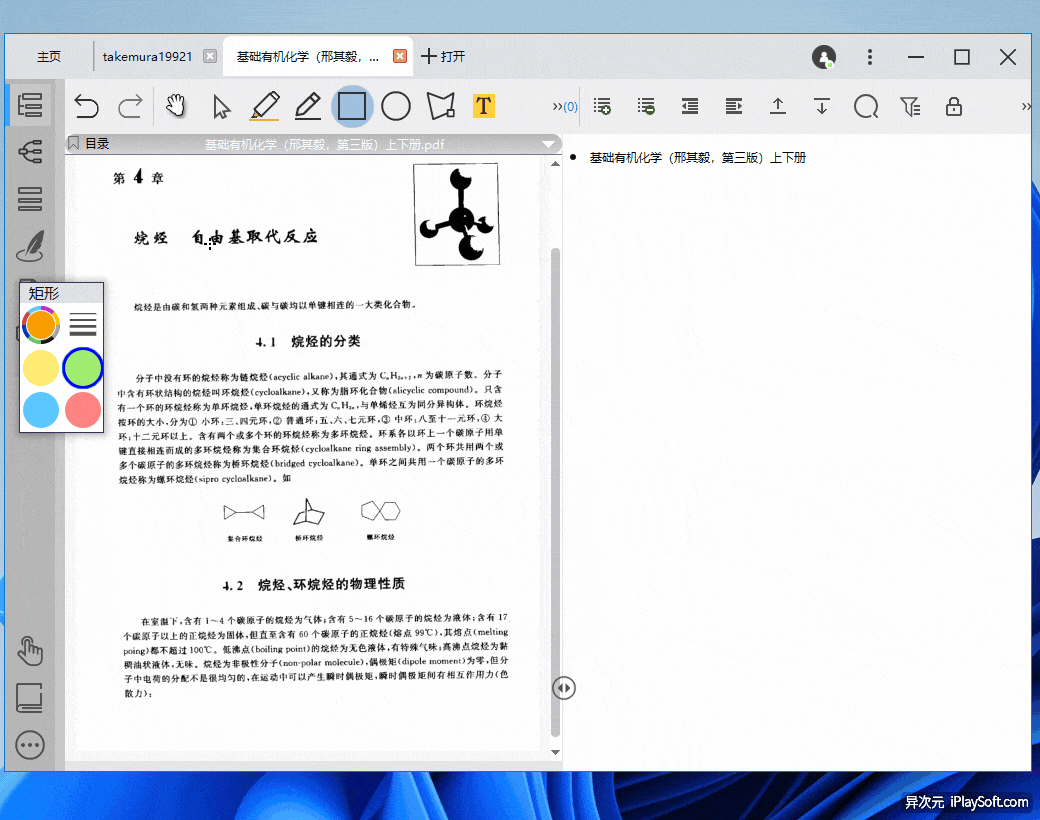 主页
takemura19921
基础有机化学（邢其毅，...
打开
T
(0)
目录
基础有机化学（邢其毅，第三版）上下册.pdf
基础有机化学（邢其毅，第三版）上下册
矩形
第 4 章
烷烃 自由基取代反应
烷烃是由碳和氢两种元素组成、碳与碳均以单键相连的一大类化合物。
4.1 烷烃的分类
分子中没有环的烷烃称为链烷烃(acyclic alkane)，其通式为 CnH2n+2，n 为碳原子数。分子
中含有环状结构的烷烃叫环烷烃(cycloalkane)，又称为脂环化合物(alicyclic compound)。只含
有一个环的环烷烃称为单环烷烃，单环烷烃的通式为 CnH2n，与单烯烃互为同分异构体。环烷烃
按环的大小，分为① 小环：三、四元环，② 普通环：五、六、七元环，③ 中环：八至十一元环，④ 大
环：十二元环以上。含有两个或多个环的环烷烃称为多环烷烃。环系各以环上一个碳原子用单
键直接相连而成的多环烷烃称为集合环烷烃(cycloalkane ring assembly)。两个环共用两个或
多个碳原子的多环烷烃称为桥环烷烃(bridged cycloalkane)。单环之间共用一个碳原子的多环
烷烃称为螺环烷烃(sipro cycloalkane)。如
集合环烷烃 桥环烷烃 螺环烷烃
4.2 烷烃、环烷烃的物理性质
在室温下，含有 1～4 个碳原子的烷烃为气体；含有 5～16 个碳原子的烷烃为液体；含有 17
个碳原子以上的正烷烃为固体，但直至含有 60 个碳原子的正烷烃(熔点 99℃)，其熔点(melting
poing)都不超过 100℃。低沸点(boiling point)的烷烃为无色液体，有特殊气味；高沸点烷烃为黏
稠油状液体，无味。烷烃为非极性分子(non-polar molecule)，偶极矩(dipole moment)为零，但分
子中电荷的分配不是很均匀的，在运动中可以产生瞬时偶极矩，瞬时偶极矩间有相互作用力(色
散力)：
异次元 iPlaySoft.com